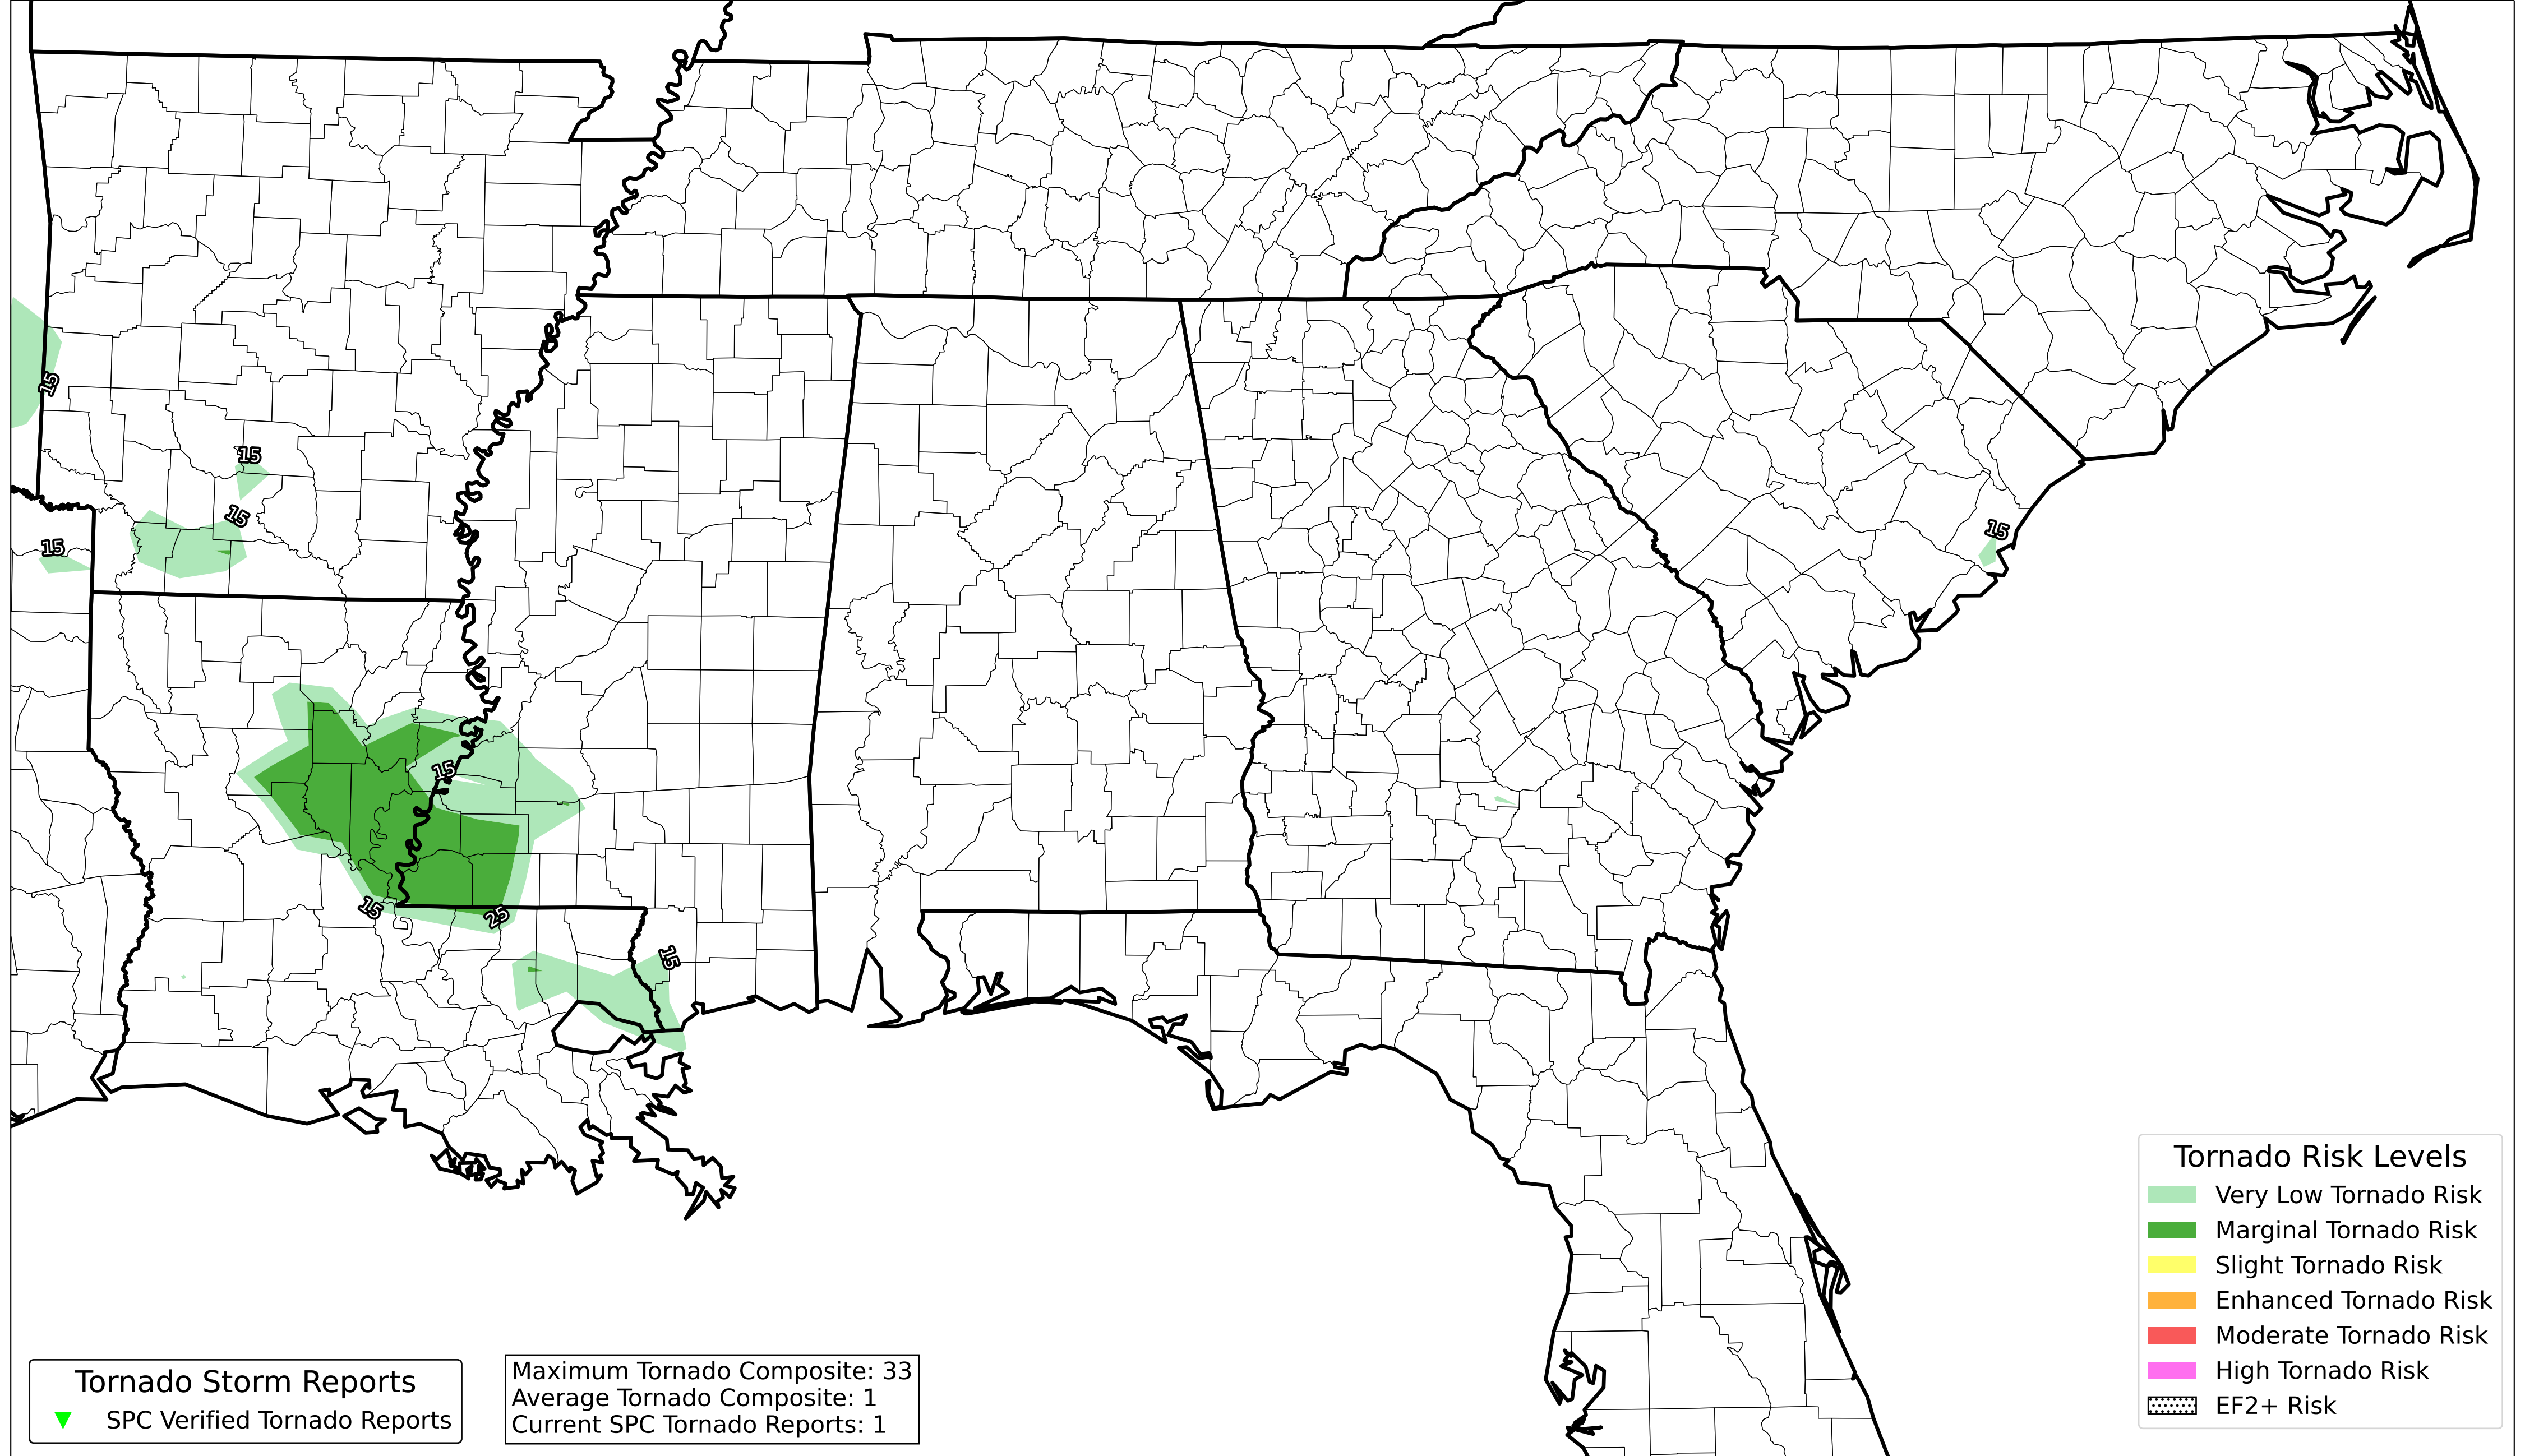 15
15
15
15
15
15
15
25
15
Tornado Risk Levels
Very Low Tornado Risk
Marginal Tornado Risk
Slight Tornado Risk
Enhanced Tornado Risk
Moderate Tornado Risk
High Tornado Risk
EF2+ Risk
Tornado Storm Reports
SPC Verified Tornado Reports
Maximum Tornado Composite: 33
Average Tornado Composite: 1
Current SPC Tornado Reports: 1